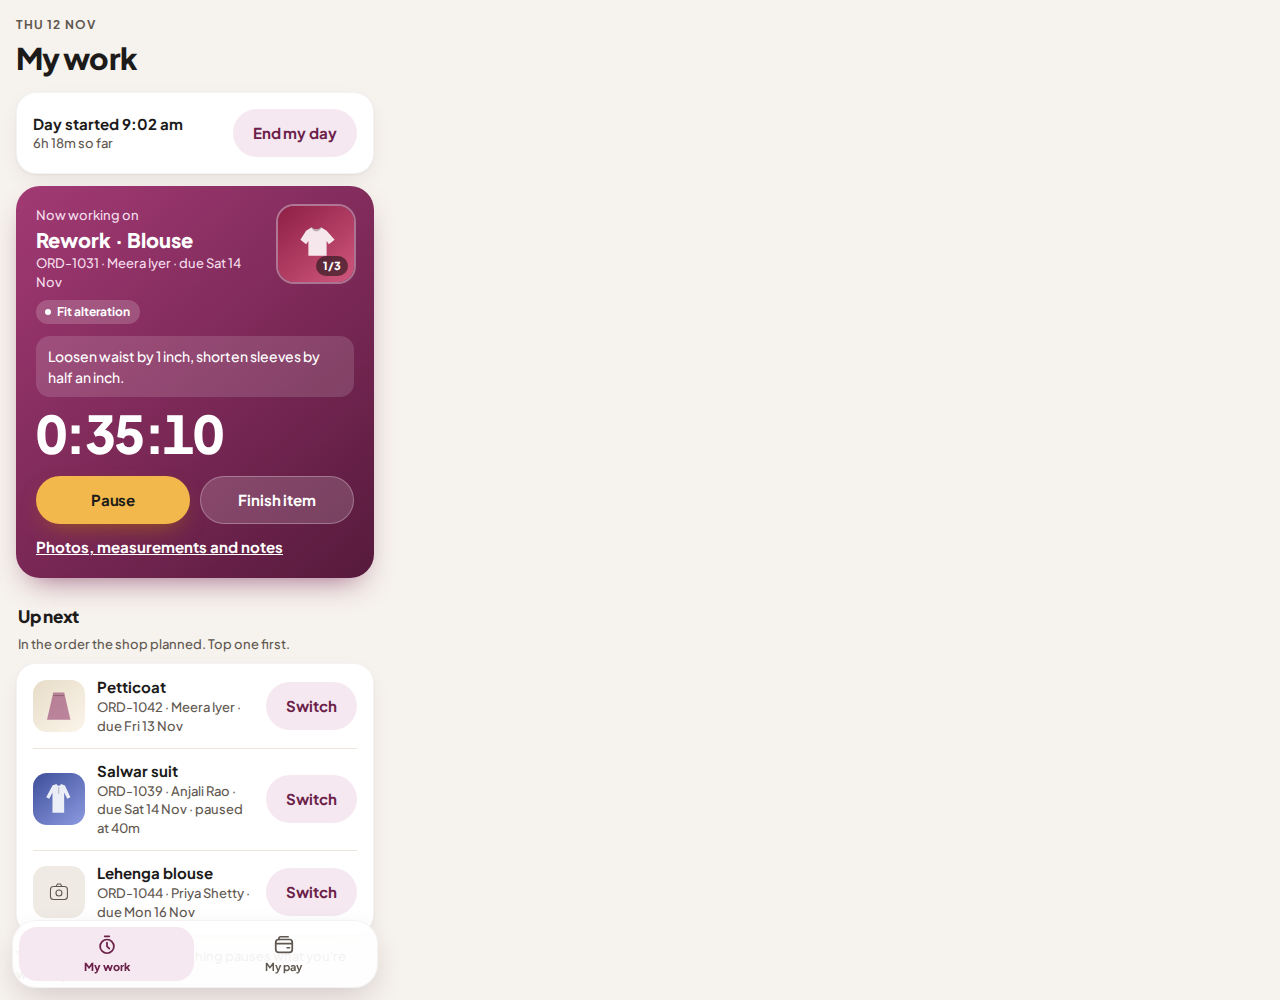 THU 12 NOV
My work
Day started 9:02 am
6h 18m so far
End my day
Now working on
Rework · Blouse
ORD-1031 · Meera Iyer · due Sat 14
Nov
1/3
Fit alteration
Loosen waist by 1 inch, shorten sleeves by
half an inch.
0:35:10
Pause
Finish item
Photos, measurements and notes
Up next
In the order the shop planned. Top one first.
Petticoat
ORD-1042 · Meera Iyer ·
due Fri 13 Nov
Switch
Salwar suit
ORD-1039 · Anjali Rao ·
due Sat 14 Nov · paused
at 40m
Switch
Lehenga blouse
ORD-1044 · Priya Shetty ·
due Mon 16 Nov
Switch
pauses what you're
My work
My pay